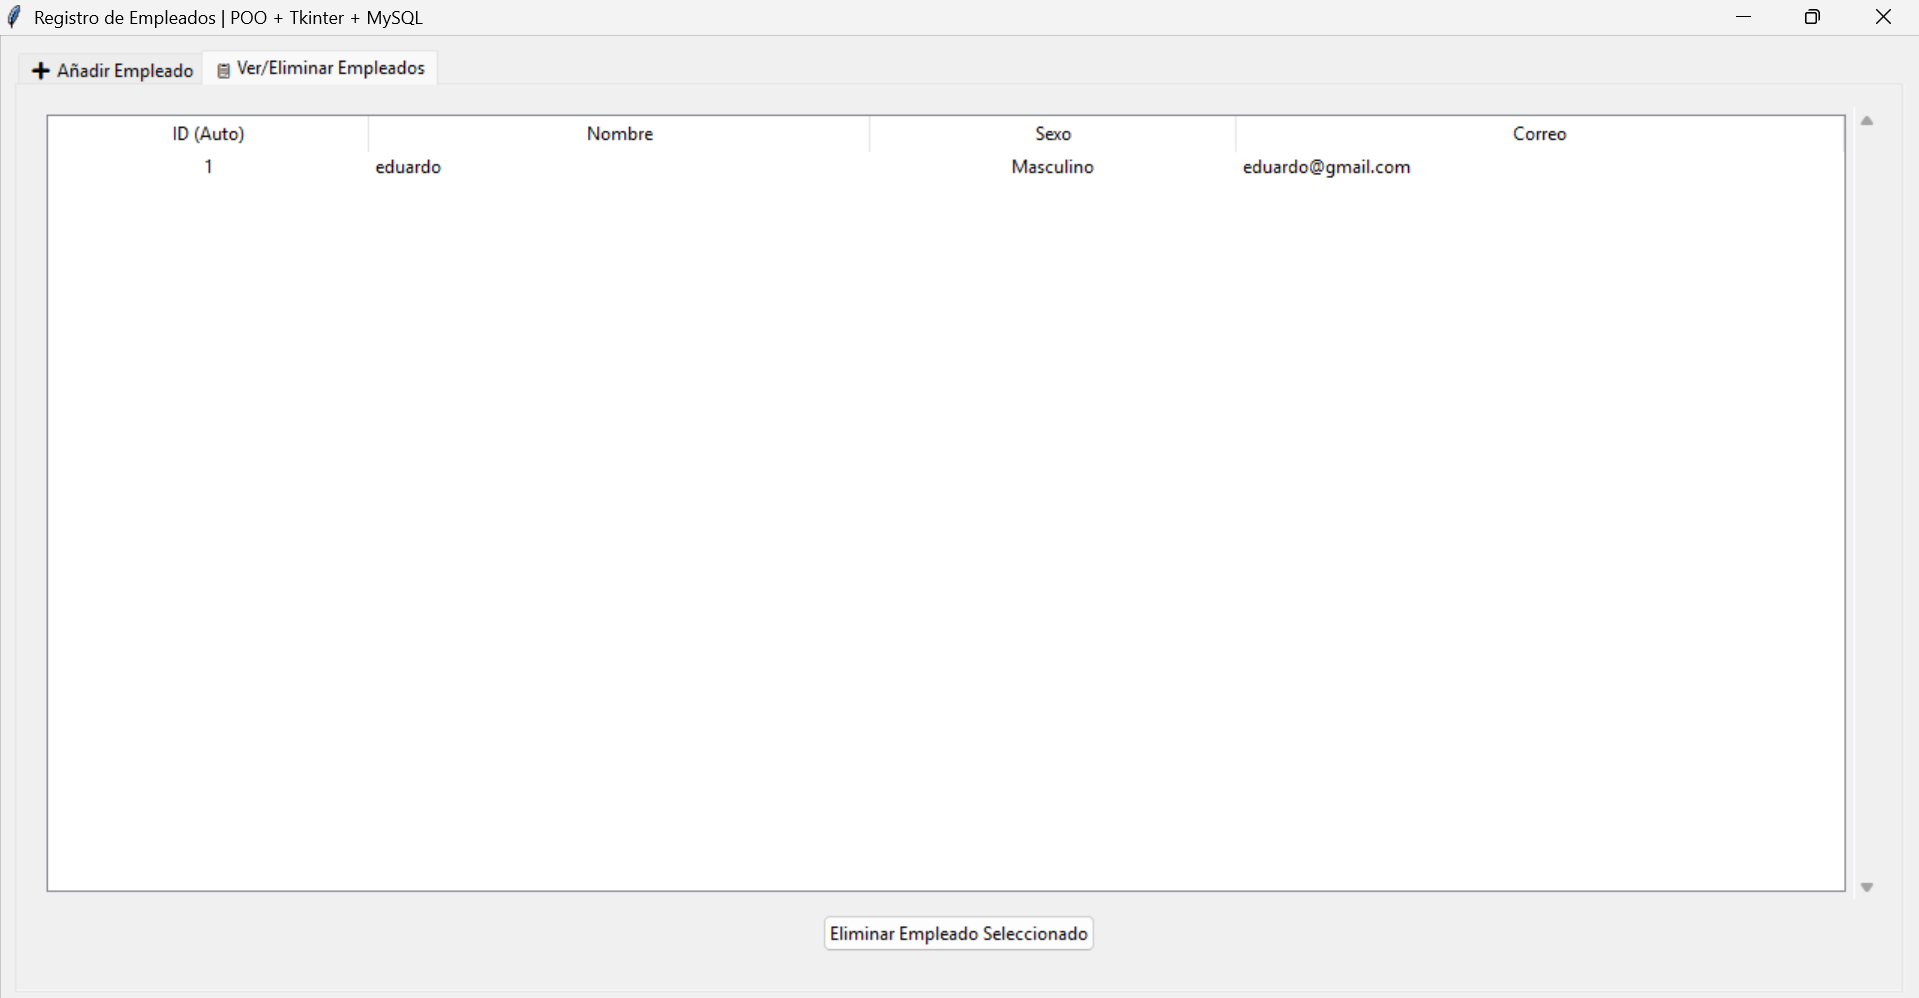 Registro de Empleados | POO + Tkinter + MySQL
Añadir Empleado Ver/Eliminar Empleados
ID (Auto) Nombre Sexo Correo
1 eduardo Masculino eduardo@gmail.com
Eliminar Empleado Seleccionado